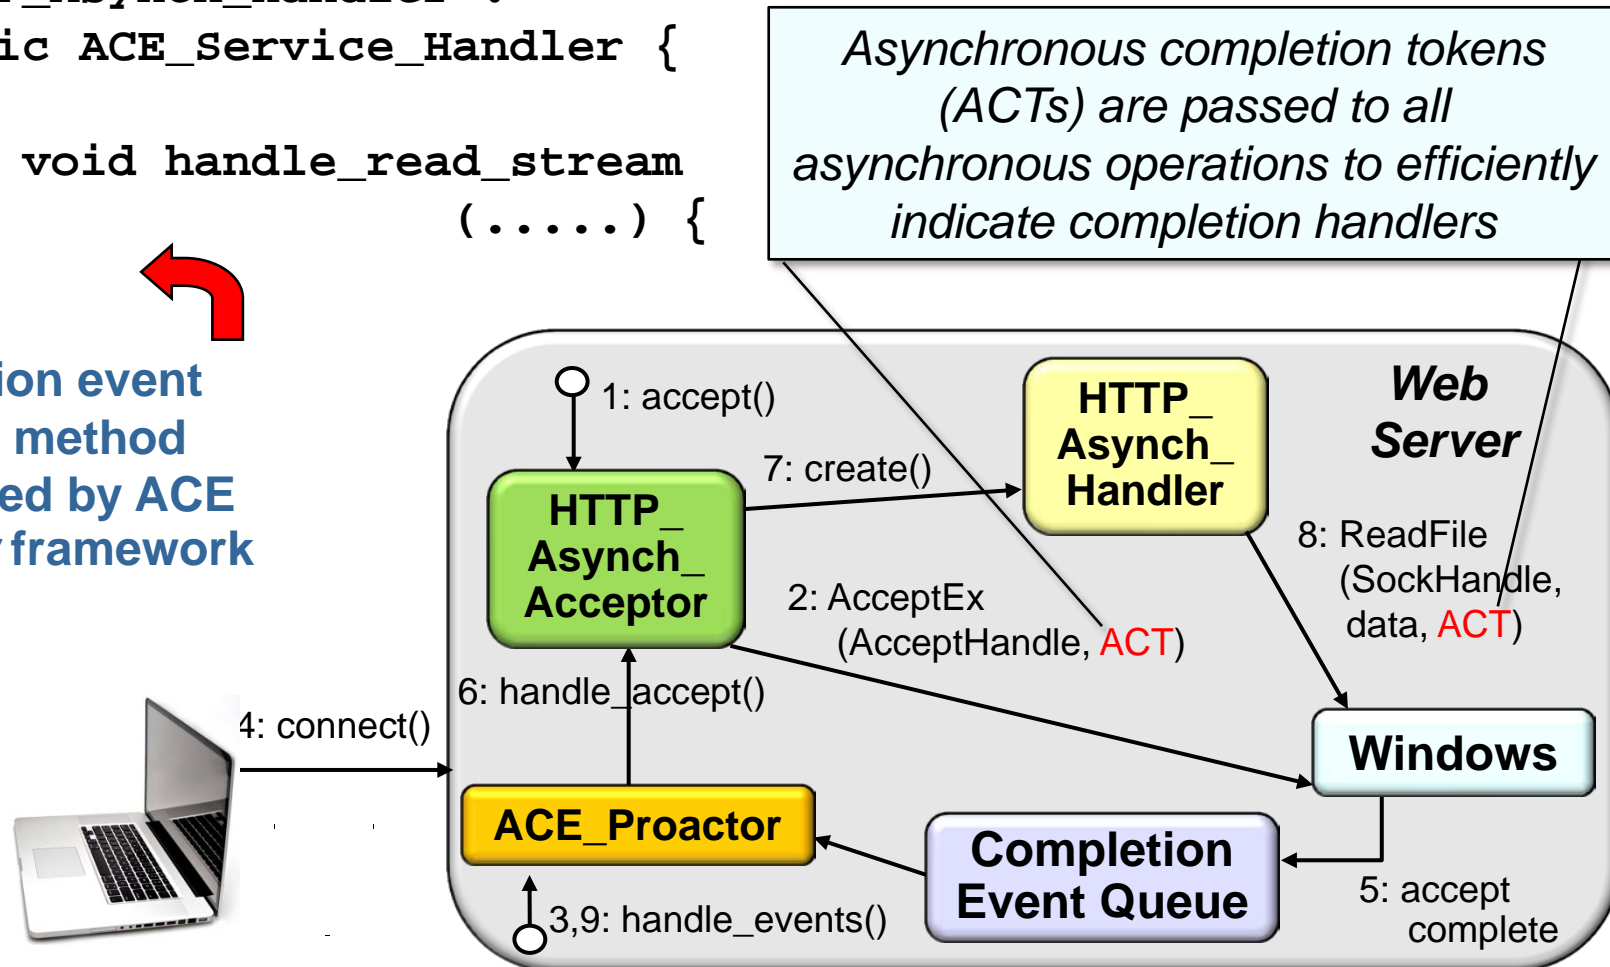 ic ACE_Service_Handler {
void handle_read_stream
(.....) {
Asynchronous completion tokens
(ACTs) are passed to all
asynchronous operations to efficiently
indicate completion handlers
ion event
method
ed by ACE
framework
Web
Server
1: accept()
HTTP_
Asynch_
Acceptor
7: create()
HTTP_
Asynch_
Handler
2: AcceptEx
(AcceptHandle, ACT)
8: ReadFile
(SockHandle,
data, ACT)
6: handle_accept()
4: connect()
Windows
ACE_Proactor
Completion
Event Queue
5: accept
complete
3,9: handle_events()